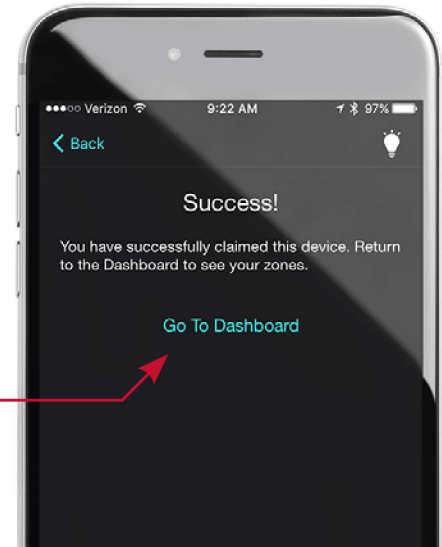 Verizon 9:22 AM 97%
Back
Success!
You have successfully claimed this device. Return
to the Dashboard to see your zones.
Go To Dashboard